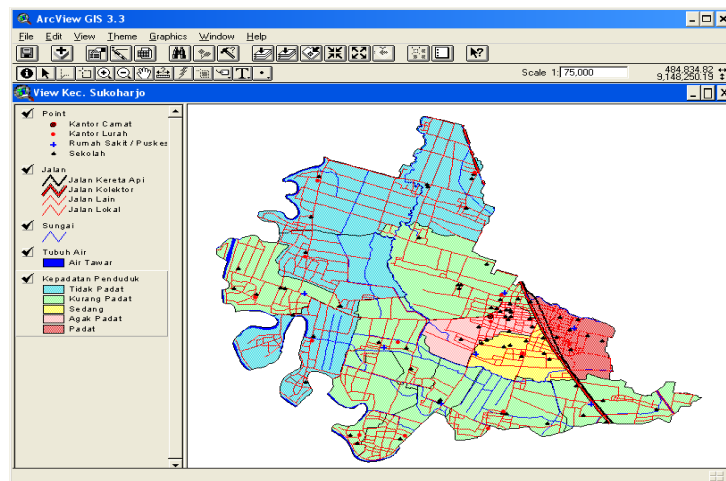 ArcView GIS 3.3
File Edit View Theme Graphics Window Help
Scale 1: 75,000
484,834.82
9,148,250.19
View Kec. Sukoharjo
Point
Kantor Camat
Kantor Lurah
Rumah Sakit / Puskes
Sekolah
Jalan
Jalan Kereta Api
Jalan Kolektor
Jalan Lain
Jalan Lokal
Sungai
Tubuh Air
Air Tawar
Kepadatan Penduduk
Tidak Padat
Kurang Padat
Sedang
Agak Padat
Padat